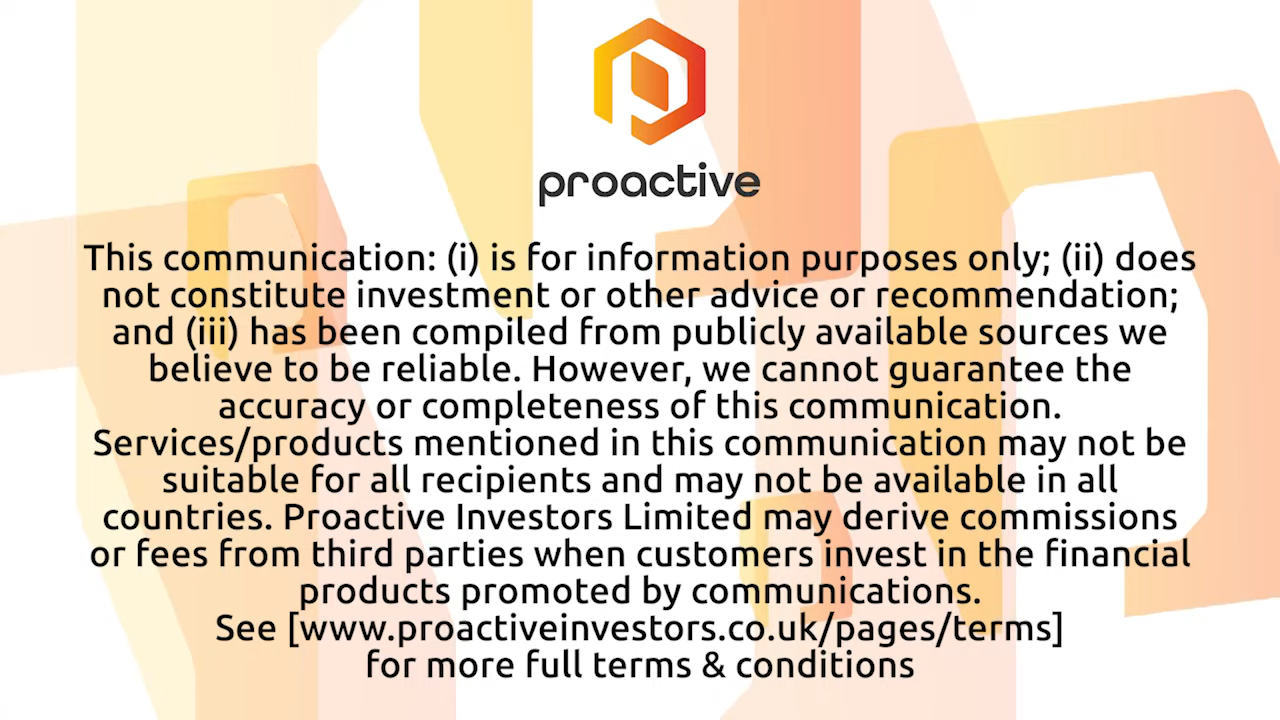 proactive
This communication: (i) is for information purposes only; (ii) does
not constitute investment or other advice or recommendation;
and (iii) has been compiled from publicly available sources we
believe to be reliable. However, we cannot guarantee the
accuracy or completeness of this communication.
Services/products mentioned in this communication may not be
suitable for all recipients and may not be available in all
countries. Proactive Investors Limited may derive commissions
or fees from third parties when customers invest in the financial
products promoted by communications.
See [www.proactiveinvestors.co.uk/pages/terms]
for more full terms & conditions